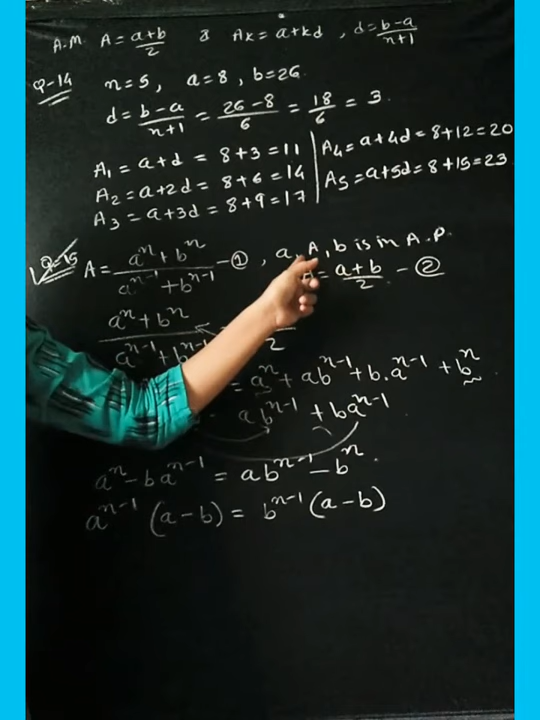 A.M. A = a+b/2 & Ak = a+kd, d = b-a/n+1
Q-14 n=5, a=8, b=26
d = b-a/n+1 = 26-8/6 = 18/6 = 3
A₁ = a+d = 8+3 = 11
A₂ = a+2d = 8+6 = 14
A₃ = a+3d = 8+9 = 17
A₄ = a+4d = 8+12 = 20
A₅ = a+5d = 8+15 = 23
Q-15 A = aⁿ+bⁿ/aⁿ⁻¹+bⁿ⁻¹ - ①, a, A, b is in A.P.
= a+b/2 - ②
aⁿ+bⁿ/aⁿ⁻¹+ 2
= aⁿ + abⁿ⁻¹ + b.aⁿ⁻¹ + bⁿ
abⁿ⁻¹ + baⁿ⁻¹
aⁿ - baⁿ⁻¹ = abⁿ⁻¹ - bⁿ.
aⁿ⁻¹ (a-b) = bⁿ⁻¹ (a-b)